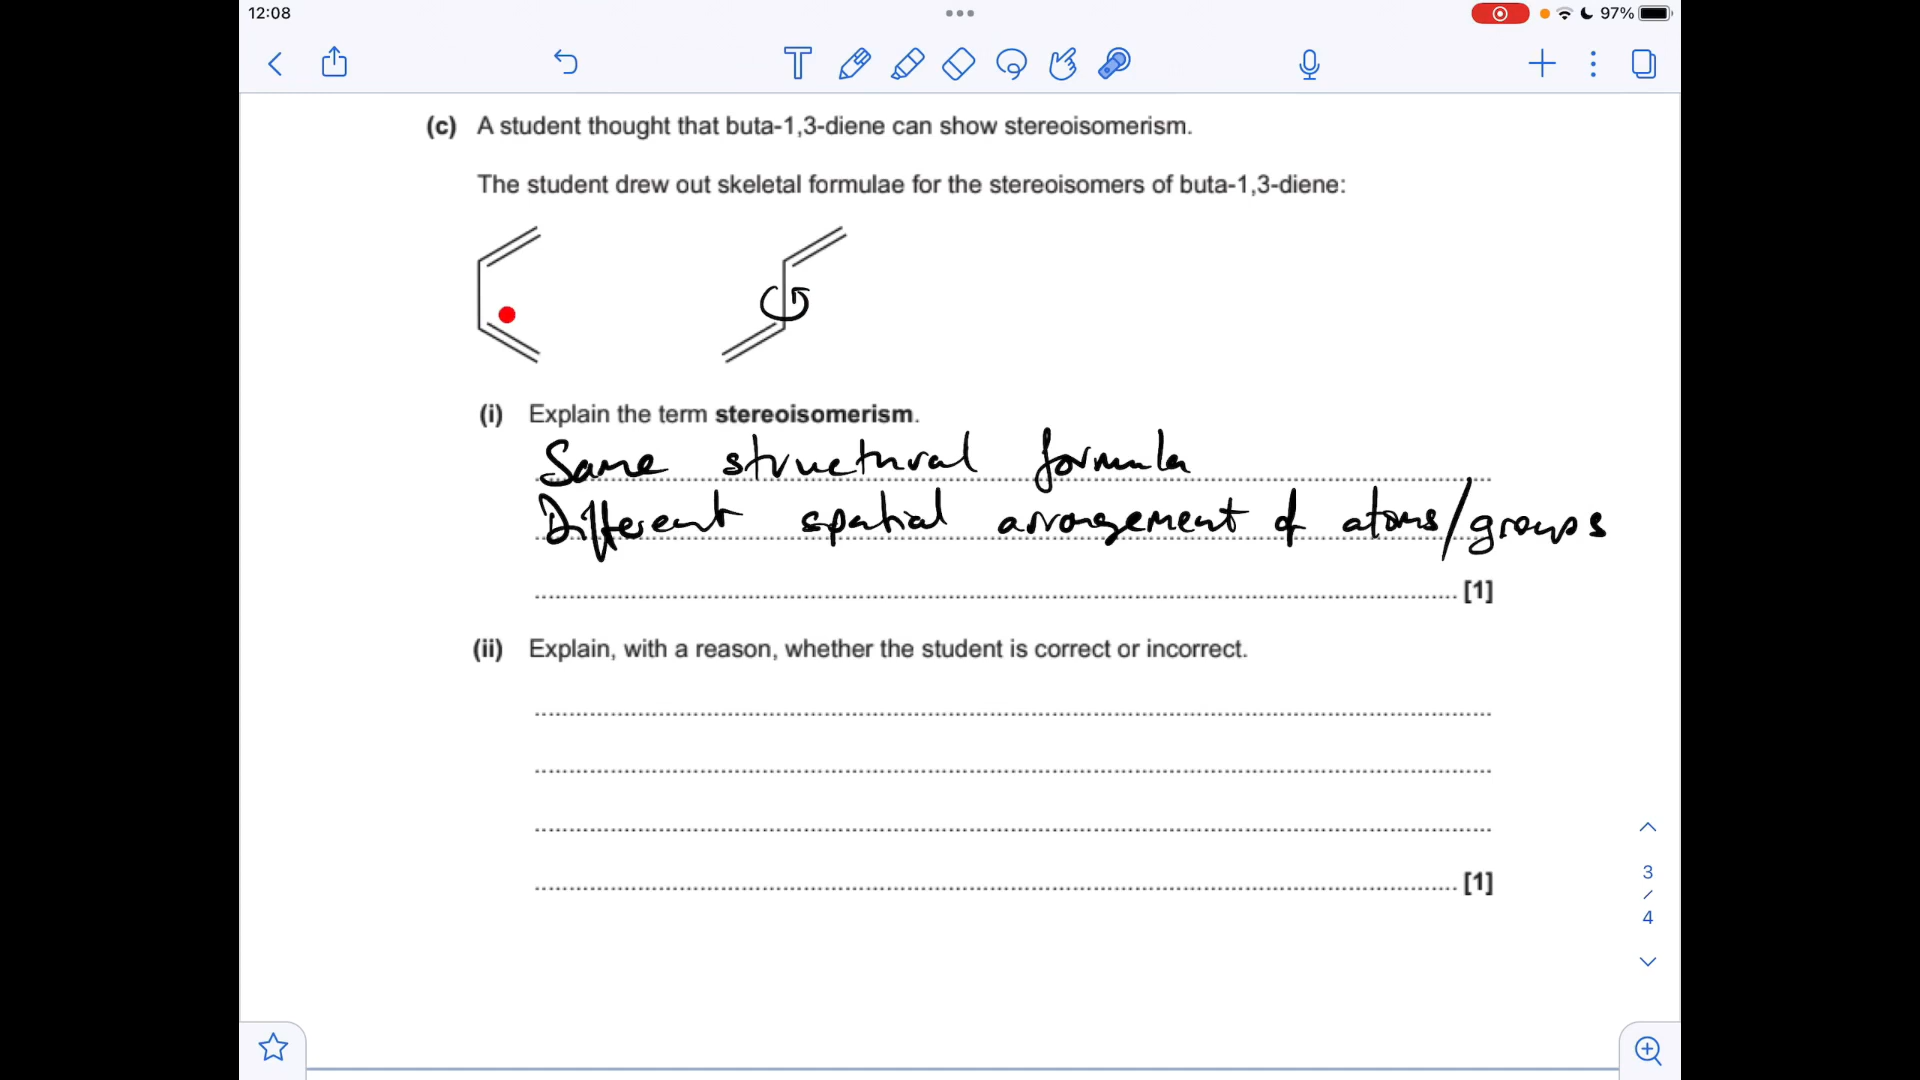 12:08
97%
(c) A student thought that buta-1,3-diene can show stereoisomerism.
The student drew out skeletal formulae for the stereoisomers of buta-1,3-diene:
(i) Explain the term stereoisomerism.
Same structural formula
Different spatial arrangement of atoms/groups
[1]
(ii) Explain, with a reason, whether the student is correct or incorrect.
[1]
3
/
4